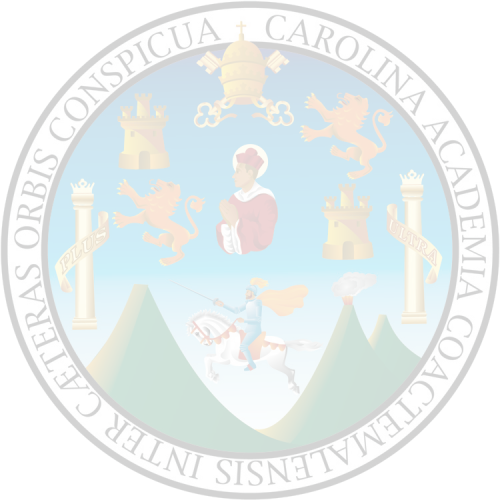 CAROLINA ACADEMIA COACTEMALENSIS INTER CÆTERAS ORBIS CONSPICUA
PLUS
ULTRA